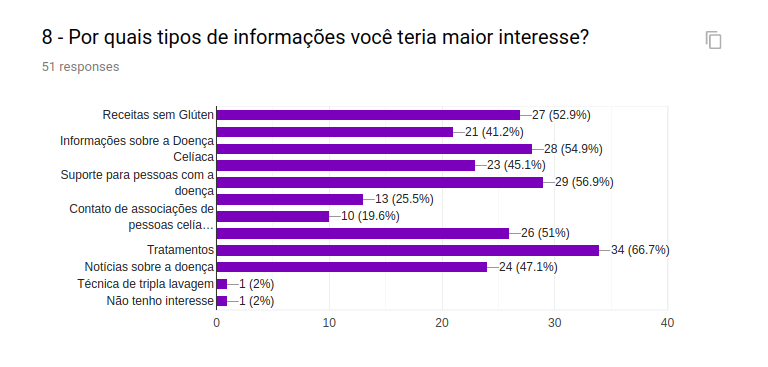 8 - Por quais tipos de informações você teria maior interesse?
51 responses
Receitas sem Glúten
27 (52.9%)
21 (41.2%)
Informações sobre a Doença
Celíaca
28 (54.9%)
23 (45.1%)
Suporte para pessoas com a
doença
29 (56.9%)
13 (25.5%)
Contato de associações de
pessoas celía…
10 (19.6%)
26 (51%)
Tratamentos
34 (66.7%)
Notícias sobre a doença
24 (47.1%)
Técnica de tripla lavagem
1 (2%)
Não tenho interesse
1 (2%)
0 10 20 30 40